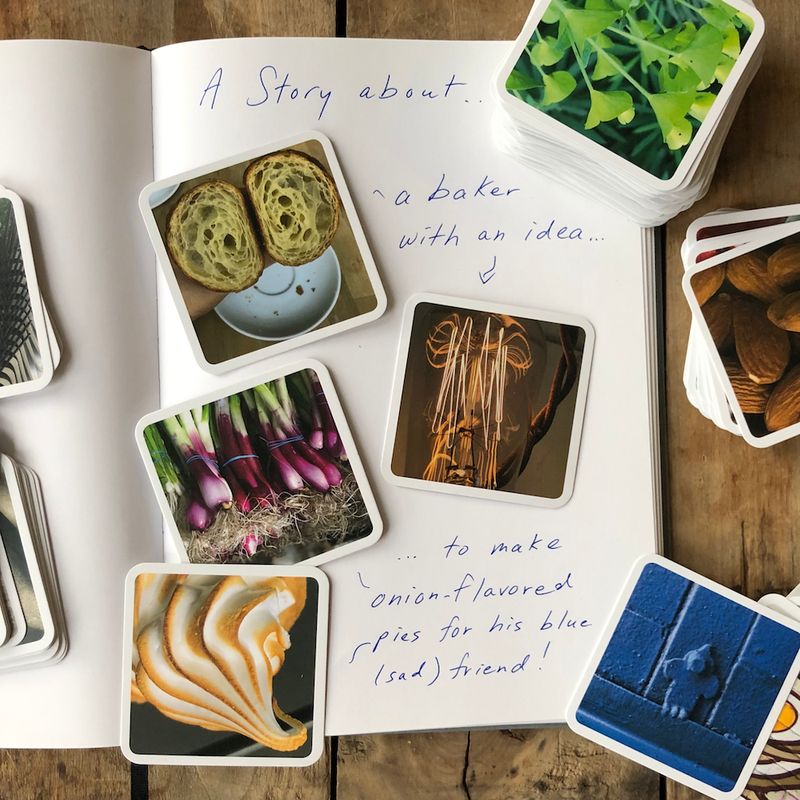 A Story about..
a baker
with an idea...
... to make
onion-flavored
pies for his blue
(sad) friend!